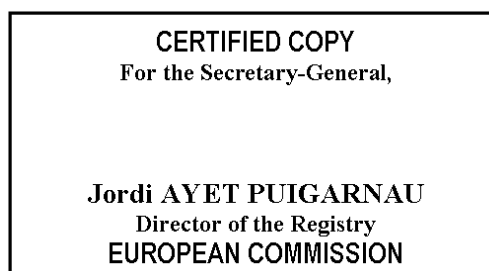 CERTIFIED COPY
For the Secretary-General,
Jordi AYET PUIGARNAU
Director of the Registry
EUROPEAN COMMISSION